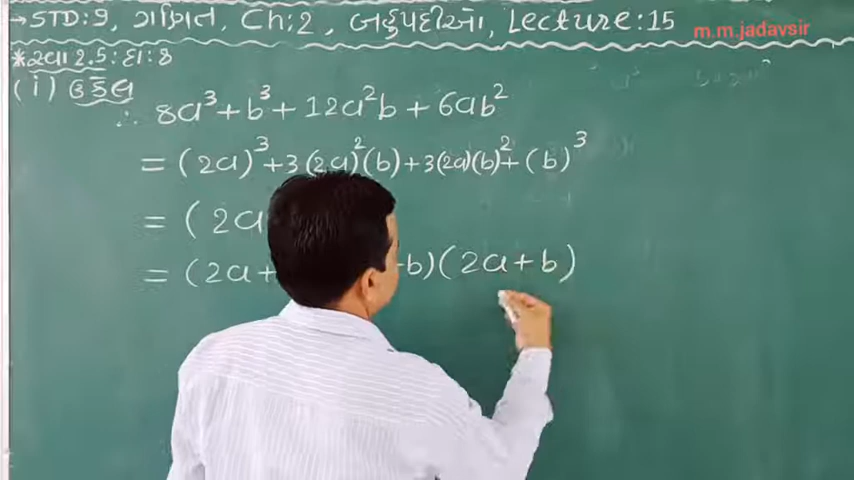 →STD:9, ગણિત, Ch:2, બહુપદીઓ, Lecture:15
m.m.jadavsir
*સ્વા 2.5: દા: 8
(i) ઉકેલ
∴ 8a³+b³+12a²b+6ab²
=(2a)³+3(2a)²(b)+3(2a)(b)²+(b)³
=(2a
=(2a+ b)(2a+b)